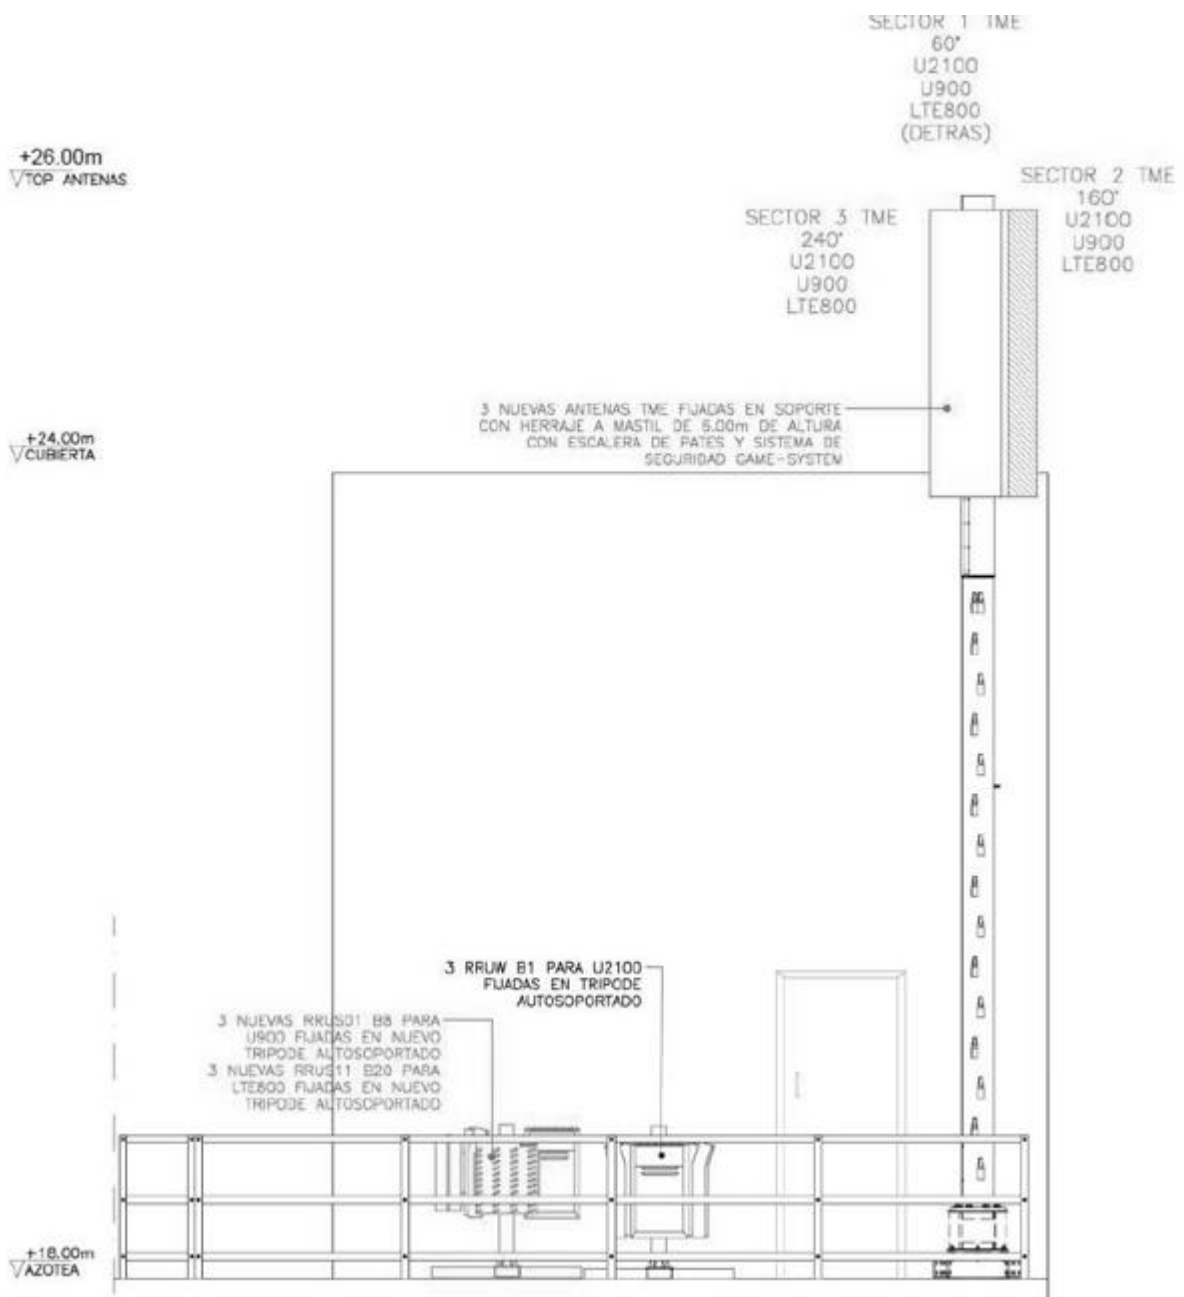 SECTOR 1 TME
60°
U2100
U900
LTE800
(DETRAS)
+26.00m
TOP ANTENAS
SECTOR 2 TME
160°
U2100
U900
LTE800
SECTOR 3 TME
240°
U2100
U900
LTE800
3 NUEVAS ANTENAS TME FIJADAS EN SOPORTE
CON HERRAJE A MASTIL DE 6.00m DE ALTURA
CON ESCALERA DE PATES Y SISTEMA DE
SEGURIDAD GAME-SYSTEM
+24.00m
CUBIERTA
3 RRUW B1 PARA U2100
FIJADAS EN TRIPODE
AUTOSOPORTADO
3 NUEVAS RRUS01 B8 PARA
U900 FIJADAS EN NUEVO
TRIPODE AUTOSOPORTADO
3 NUEVAS RRUS11 B20 PARA
LTE800 FIJADAS EN NUEVO
TRIPODE AUTOSOPORTADO
+18.00m
AZOTEA